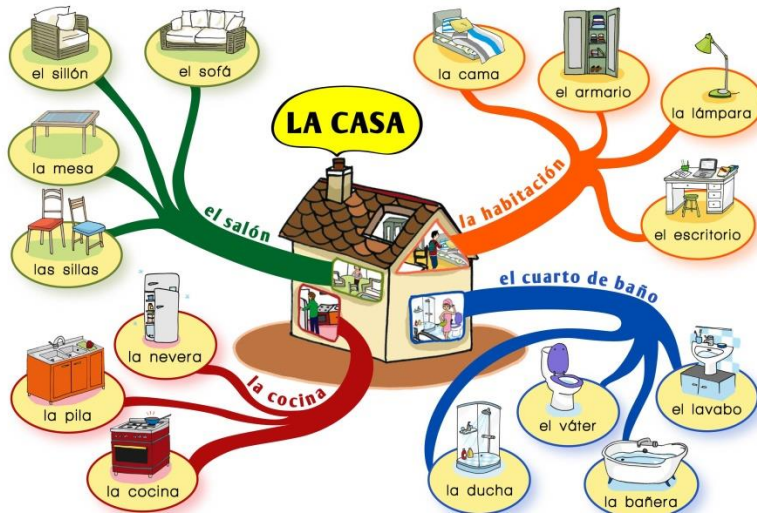 LA CASA
el salón
el sillón
el sofá
la mesa
las sillas
la habitación
la cama
el armario
la lámpara
el escritorio
la cocina
la nevera
la pila
la cocina
el cuarto de baño
la ducha
el váter
la bañera
el lavabo